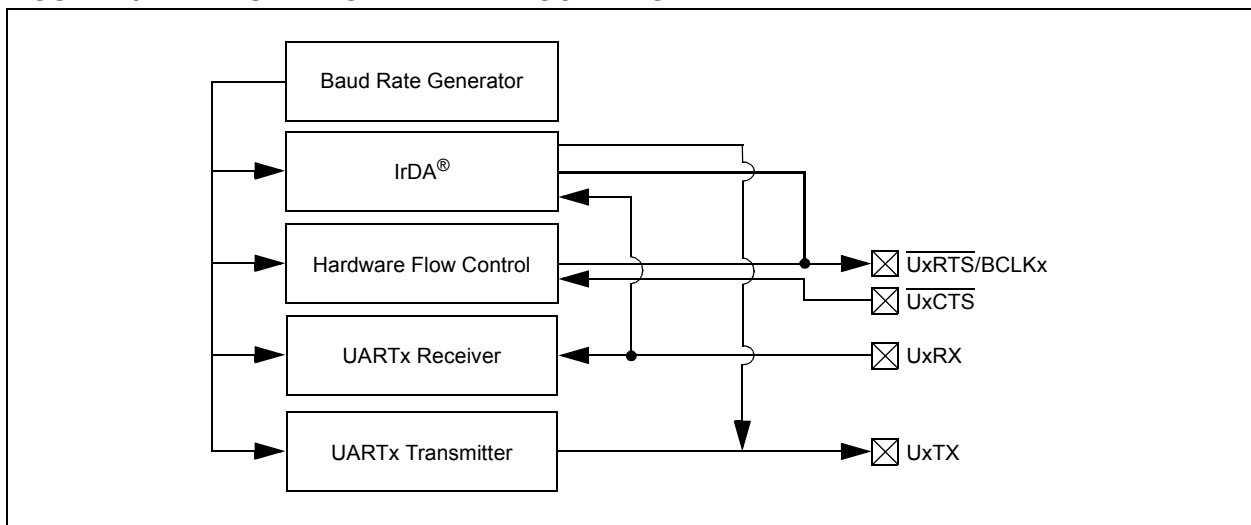 Baud Rate Generator
IrDA®
Hardware Flow Control
UxRTS/BCLKx
UxCTS
UARTx Receiver
UxRX
UARTx Transmitter
UxTX